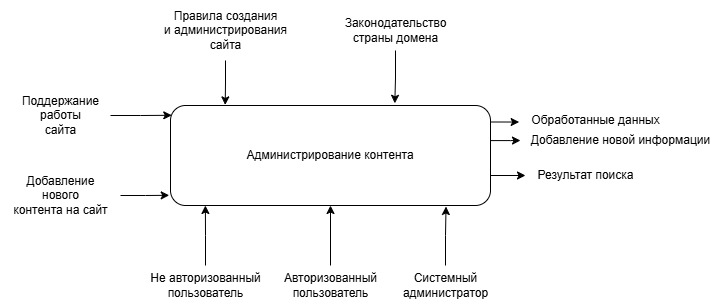 Правила создания
и администрирования
сайта
Законодательство
страны домена
Поддержание
работы
сайта
Обработанные данных
Добавление новой информации
Администрирование контента
Результат поиска
Добавление
нового
контента на сайт
Не авторизованный
пользователь
Авторизованный
пользователь
Системный
администратор